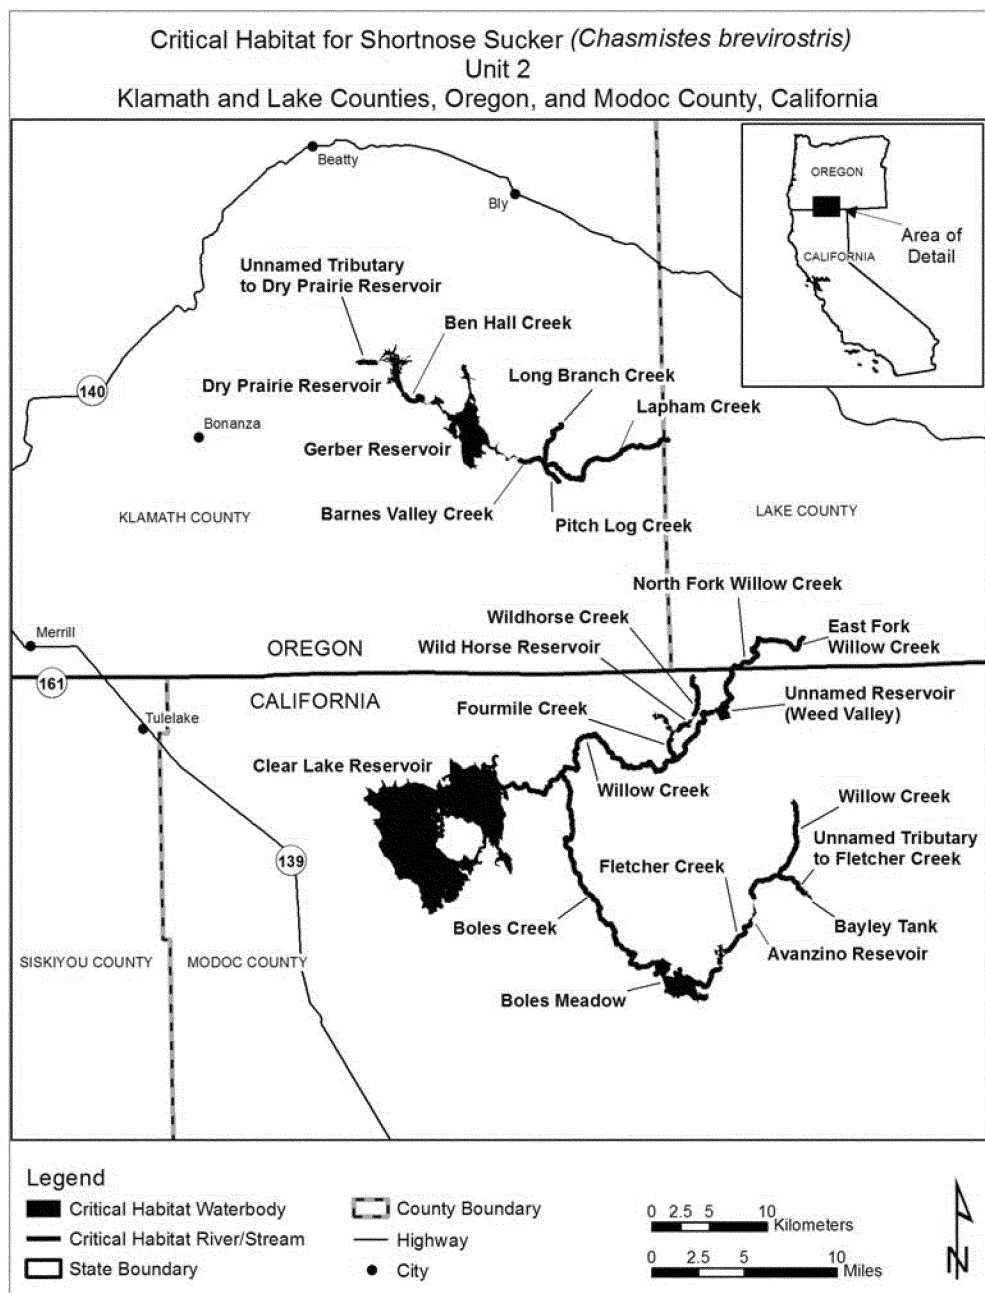 Critical Habitat for Shortnose Sucker (Chasmistes brevirostris)
Unit 2
Klamath and Lake Counties, Oregon, and Modoc County, California
Beatty
Bly
OREGON
Area of
Detail
CALIFORNIA
Unnamed Tributary
to Dry Prairie Reservoir
Ben Hall Creek
Long Branch Creek
Dry Prairie Reservoir
Lapham Creek
140
Bonanza
Gerber Reservoir
Barnes Valley Creek
Pitch Log Creek
KLAMATH COUNTY
LAKE COUNTY
North Fork Willow Creek
Wildhorse Creek
East Fork
Willow Creek
Merrill
OREGON
Wild Horse Reservoir
161
CALIFORNIA
Unnamed Reservoir
(Weed Valley)
Tulelake
Fourmile Creek
Clear Lake Reservoir
Willow Creek
Willow Creek
139
Fletcher Creek
Unnamed Tributary
to Fletcher Creek
Boles Creek
Bayley Tank
Avanzino Resevoir
SISKIYOU COUNTY
MODOC COUNTY
Boles Meadow
Legend
Critical Habitat Waterbody
Critical Habitat River/Stream
State Boundary
County Boundary
Highway
City
0 2.5 5 10
Kilometers
0 2.5 5 10
Miles
N